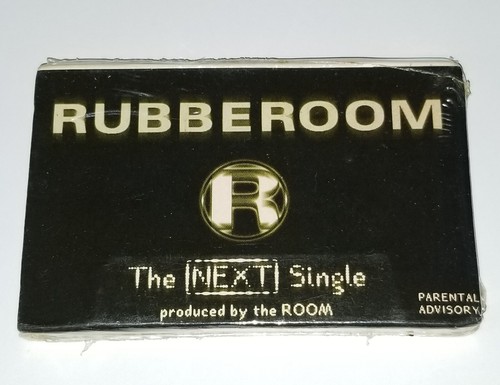 RUBBEROOM
R
The [NEXT] Single
produced by the ROOM
PARENTAL
ADVISORY